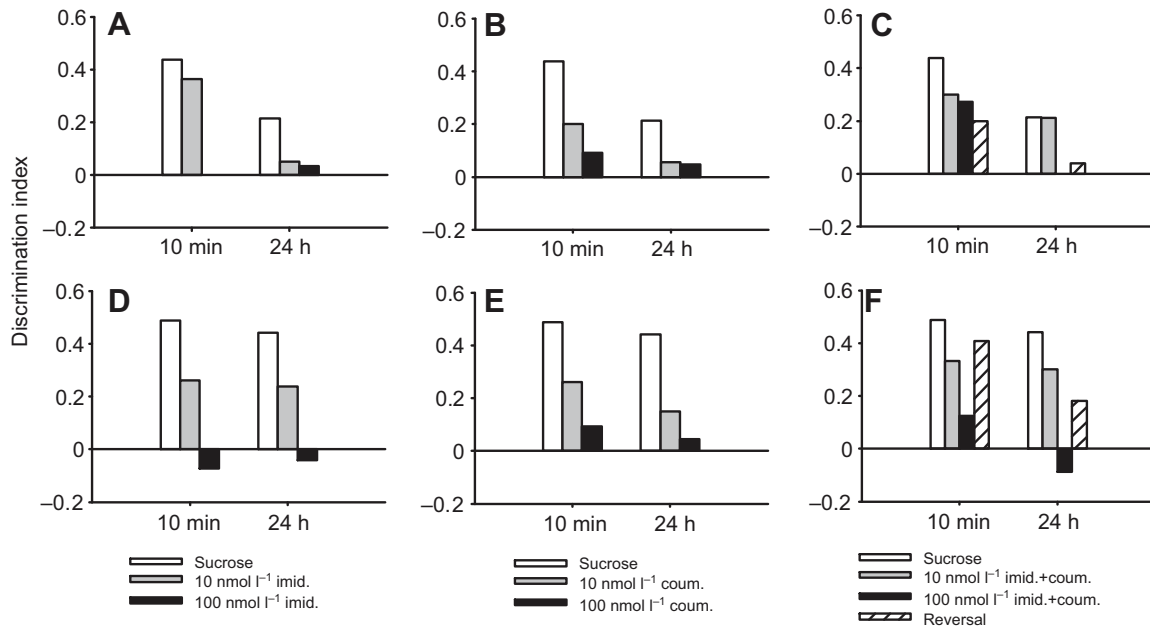 Discrimination index
A
0.6
0.4
0.2
0
–0.2
10 min 24 h
B
0.6
0.4
0.2
0
–0.2
10 min 24 h
C
0.6
0.4
0.2
0
–0.2
10 min 24 h
D
0.6
0.4
0.2
0
–0.2
10 min 24 h
E
0.6
0.4
0.2
0
–0.2
10 min 24 h
F
0.6
0.4
0.2
0
–0.2
10 min 24 h
Sucrose
10 nmol l⁻¹ imid.
100 nmol l⁻¹ imid.
Sucrose
10 nmol l⁻¹ coum.
100 nmol l⁻¹ coum.
Sucrose
10 nmol l⁻¹ imid.+coum.
100 nmol l⁻¹ imid.+coum.
Reversal